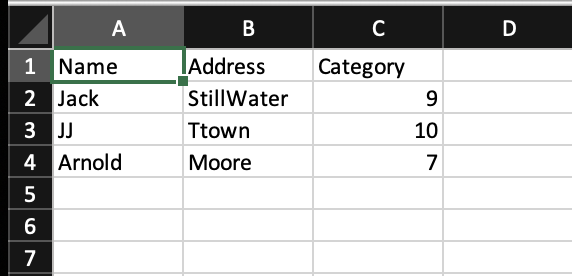 A B C D
1 Name Address Category
2 Jack StillWater 9
3 JJ Ttown 10
4 Arnold Moore 7
5
6
7